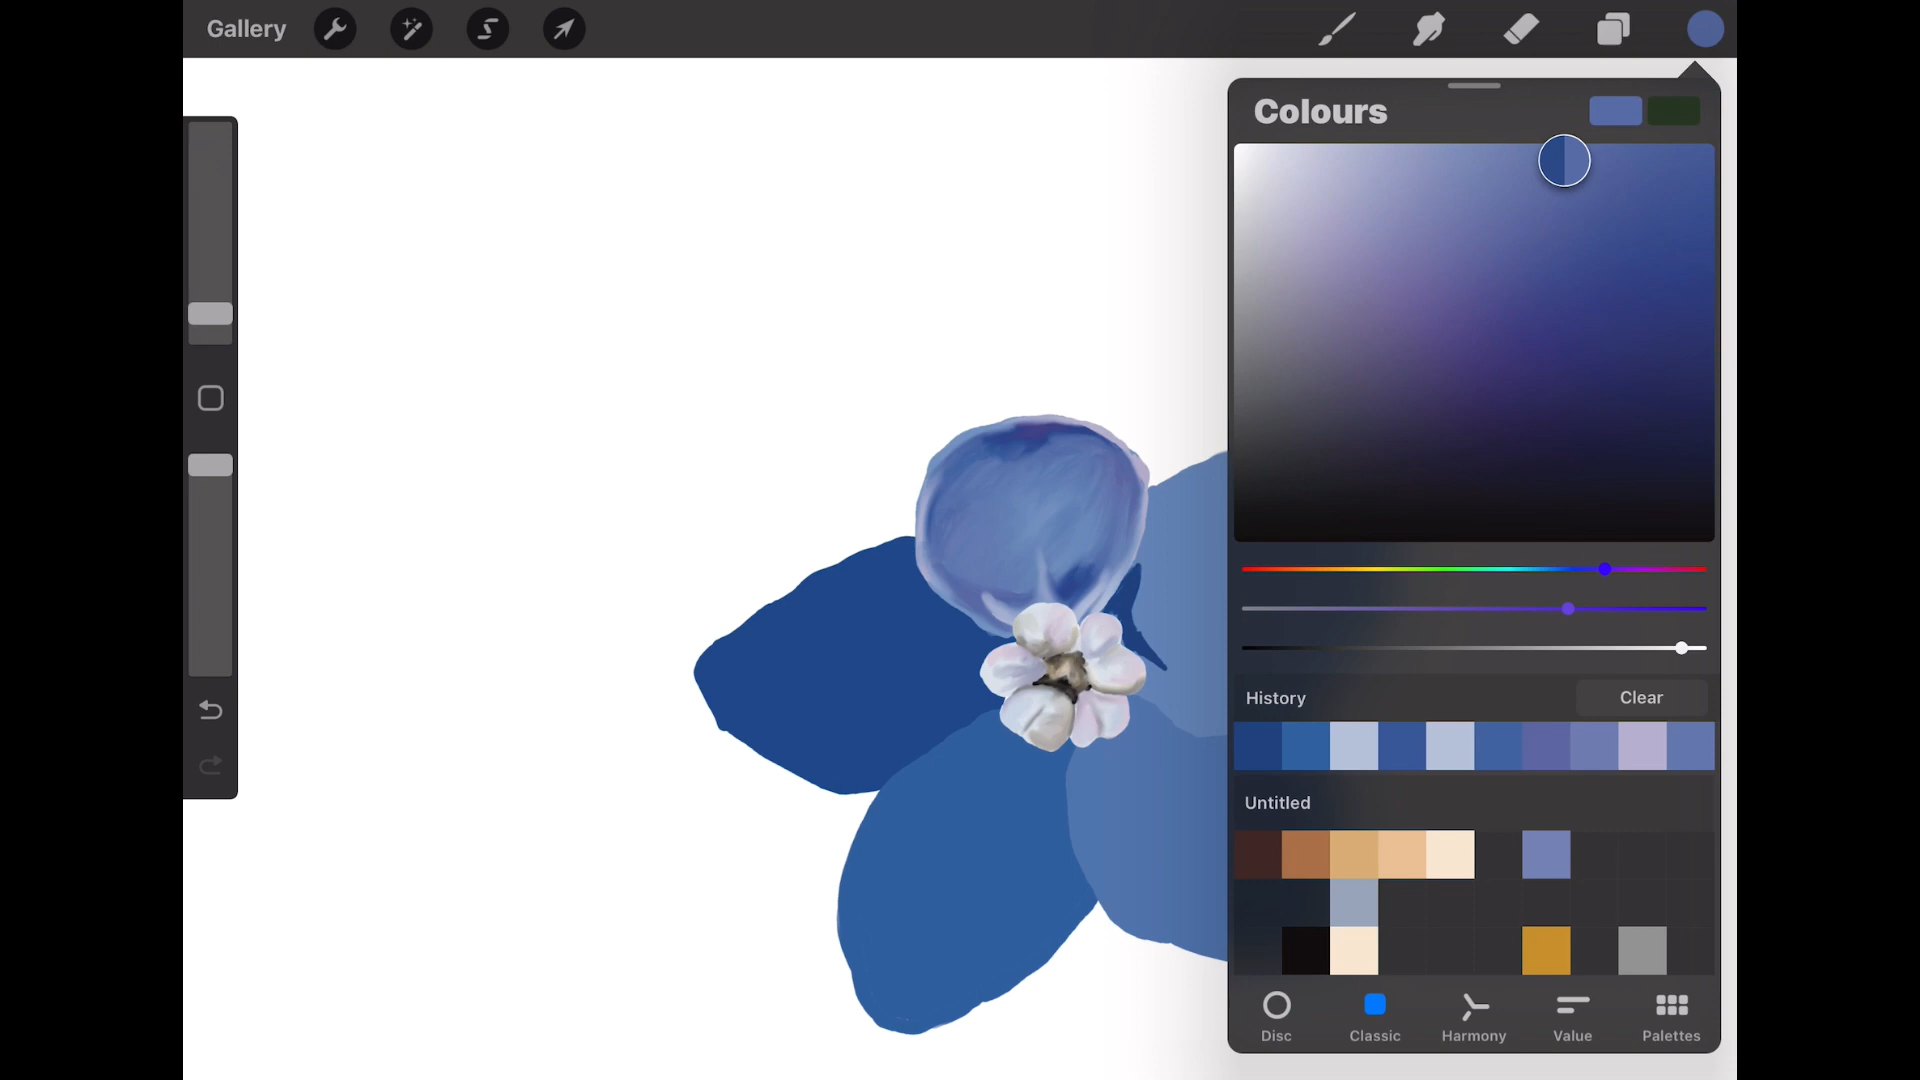 Gallery
Colours
History
Clear
Untitled
Disc
Classic
Harmony
Value
Palettes